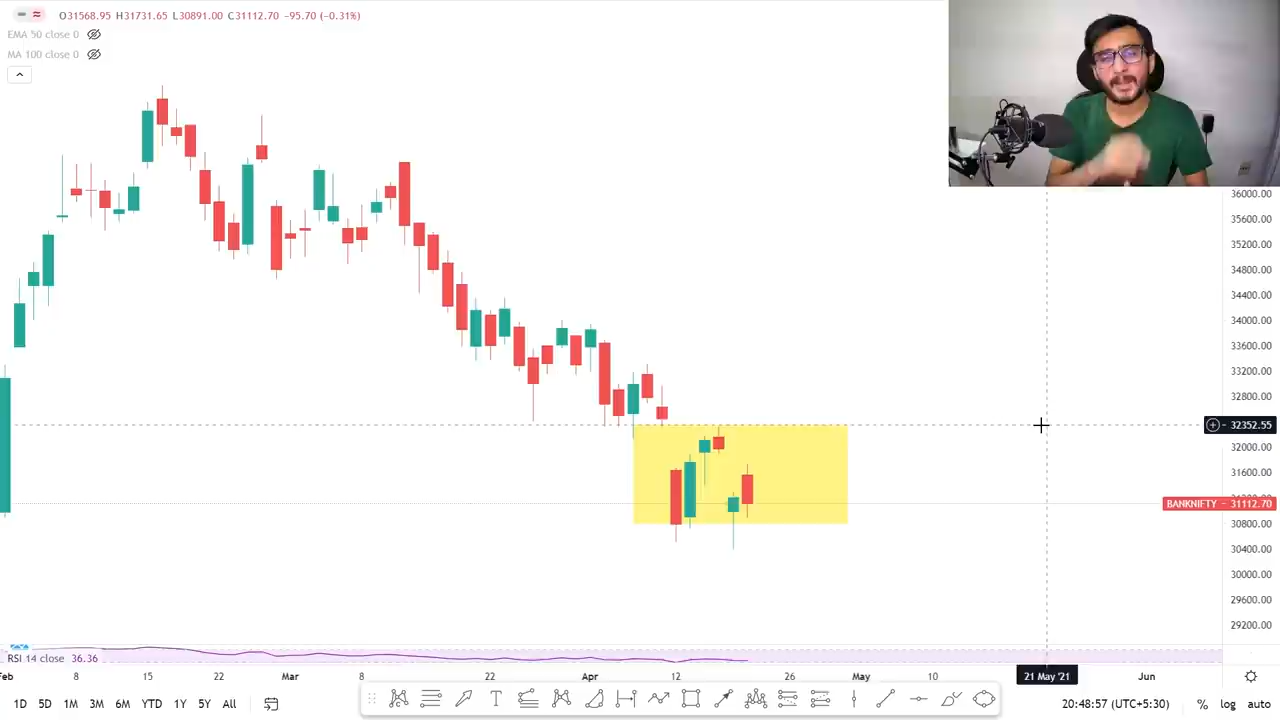 O31568.95 H31731.65 L30891.00 C31112.70 −95.70 (−0.31%)
EMA 50 close 0
MA 100 close 0
36000.00
35600.00
35200.00
34800.00
34400.00
34000.00
33600.00
33200.00
32800.00
32352.55
32000.00
31600.00
BANKNIFTY 31112.70
30800.00
30400.00
30000.00
29600.00
29200.00
RSI 14 close 36.36
Feb 8 15 22 Mar 8 22 Apr 12 26 May 10 21 May '21 Jun
1D 5D 1M 3M 6M YTD 1Y 5Y All 20:48:57 (UTC+5:30) % log auto